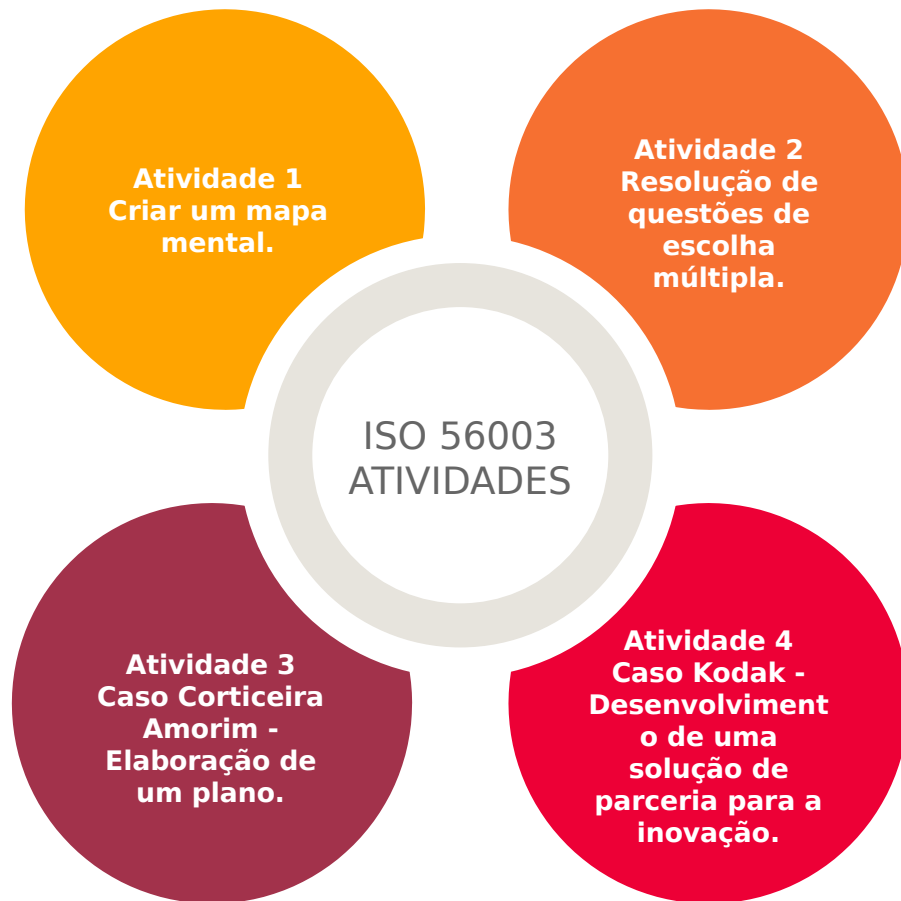 Atividade 1
Criar um mapa
mental.
Atividade 2
Resolução de
questões de
escolha
múltipla.
ISO 56003
ATIVIDADES
Atividade 3
Caso Corticeira
Amorim -
Elaboração de
um plano.
Atividade 4
Caso Kodak -
Desenvolviment
o de uma
solução de
parceria para a
inovação.